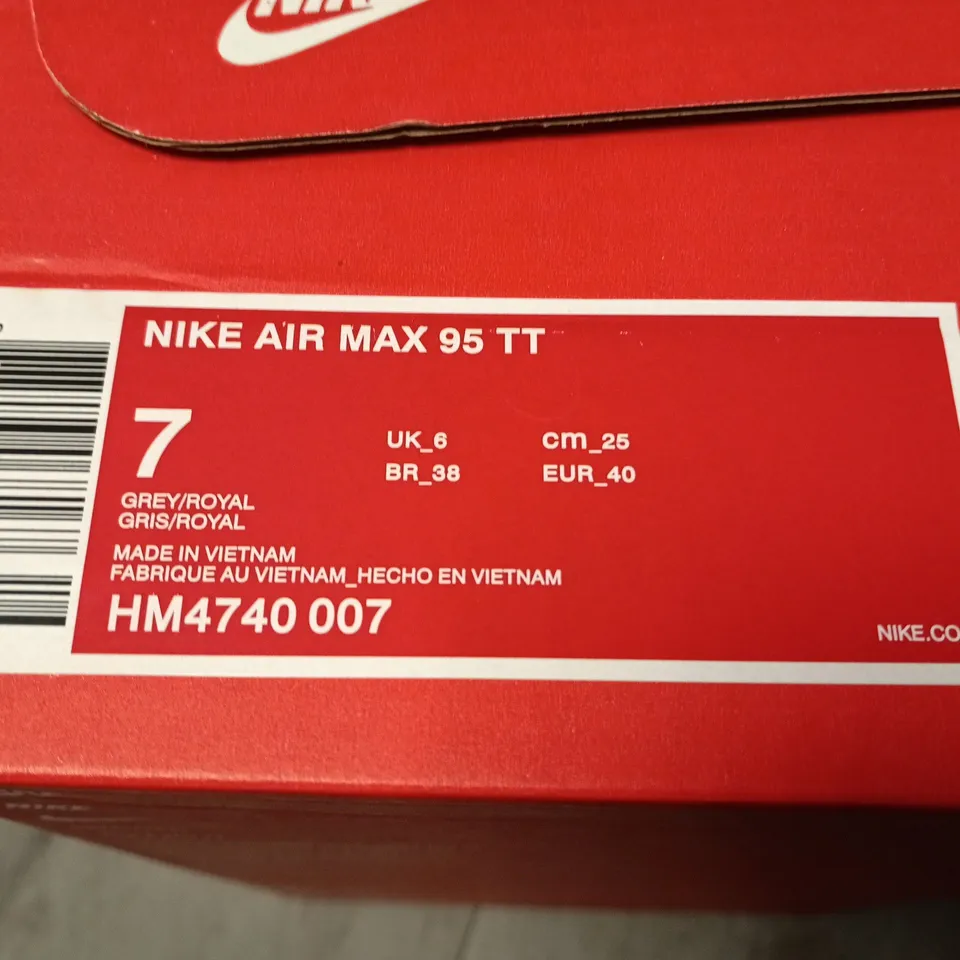 NIKE AIR MAX 95 TT
7
UK_6 cm_25
BR_38 EUR_40
GREY/ROYAL
GRIS/ROYAL
MADE IN VIETNAM
FABRIQUE AU VIETNAM_HECHO EN VIETNAM
HM4740 007
NIKE.CO
NIKE